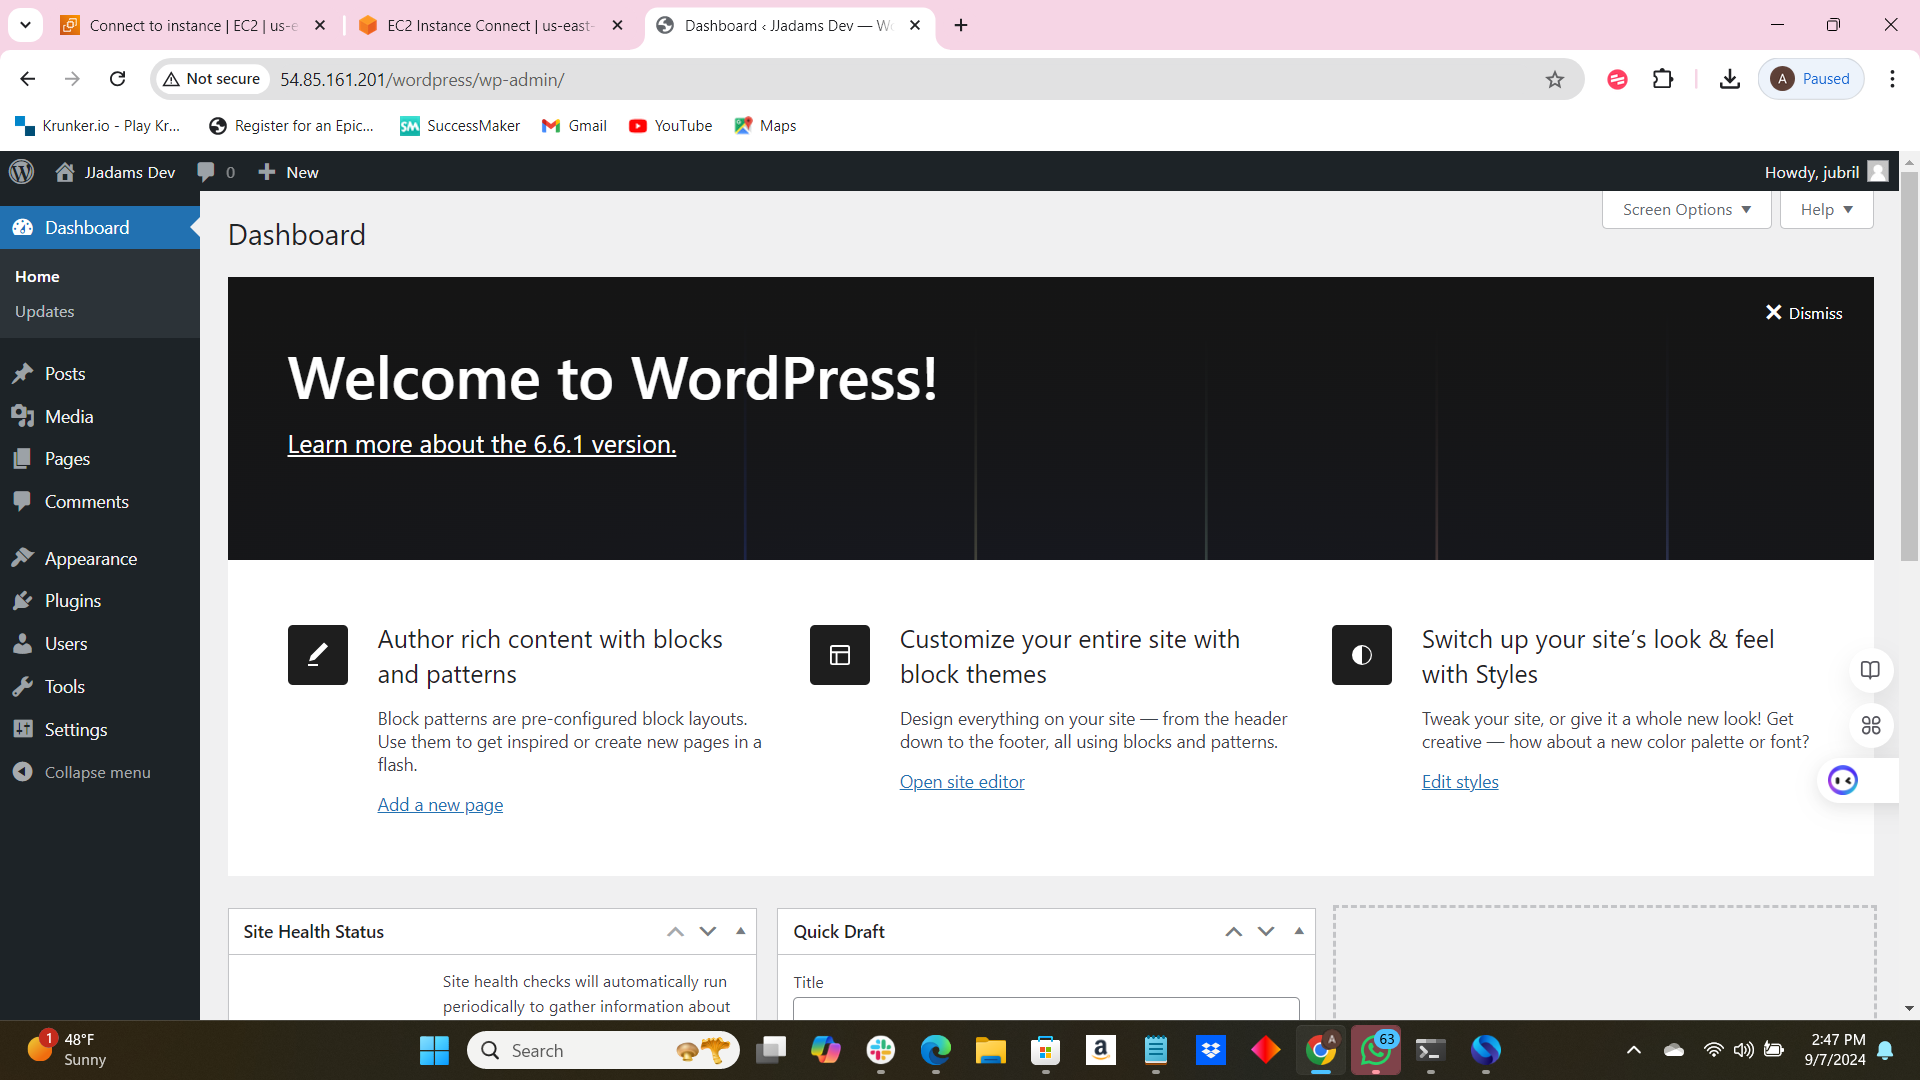 Connect to instance | EC2 | us-e
EC2 Instance Connect | us-east-
Dashboard ‹ JJadams Dev — Wo
Not secure
54.85.161.201/wordpress/wp-admin/
A
Paused
Krunker.io - Play Kr...
Register for an Epic...
SM
SuccessMaker
Gmail
YouTube
Maps
JJadams Dev
0
New
Howdy, jubril
Dashboard
Home
Updates
Posts
Media
Pages
Comments
Appearance
Plugins
Users
Tools
Settings
Collapse menu
Screen Options
Help
Dashboard
Dismiss
Welcome to WordPress!
Learn more about the 6.6.1 version.
Author rich content with blocks
and patterns
Block patterns are pre-configured block layouts.
Use them to get inspired or create new pages in a
flash.
Add a new page
Customize your entire site with
block themes
Design everything on your site — from the header
down to the footer, all using blocks and patterns.
Open site editor
Switch up your site’s look & feel
with Styles
Tweak your site, or give it a whole new look! Get
creative — how about a new color palette or font?
Edit styles
Site Health Status
Site health checks will automatically run
periodically to gather information about
Quick Draft
Title
1
48°F
Sunny
Search
a
A
63
2:47 PM
9/7/2024